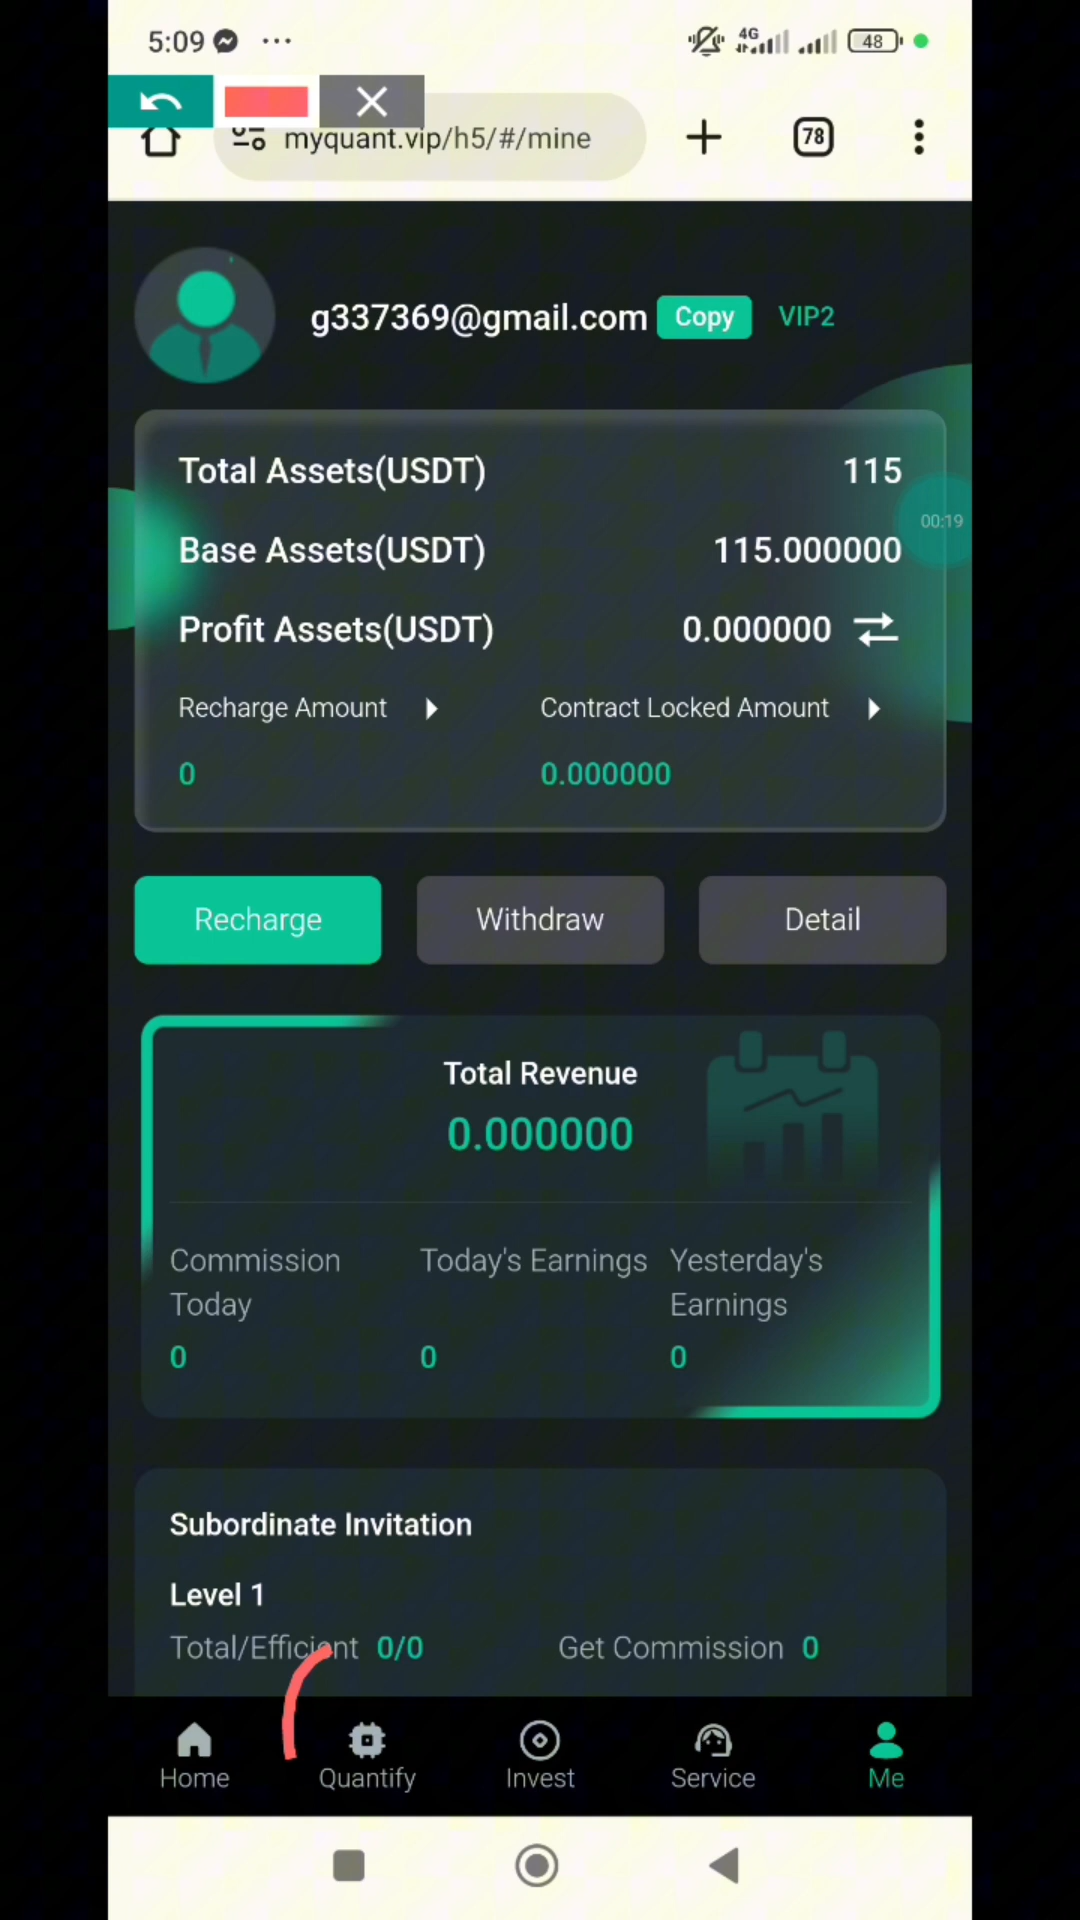 5:09
4G
48
myquant.vip/h5/#/mine
78
g337369@gmail.com Copy VIP2
Total Assets(USDT) 115
00:19
Base Assets(USDT) 115.000000
Profit Assets(USDT) 0.000000
Recharge Amount Contract Locked Amount
0 0.000000
Recharge Withdraw Detail
Total Revenue
0.000000
Commission Today Today's Earnings Yesterday's Earnings
0 0 0
Subordinate Invitation
Level 1
Total/Efficient 0/0 Get Commission 0
Home Quantify Invest Service Me